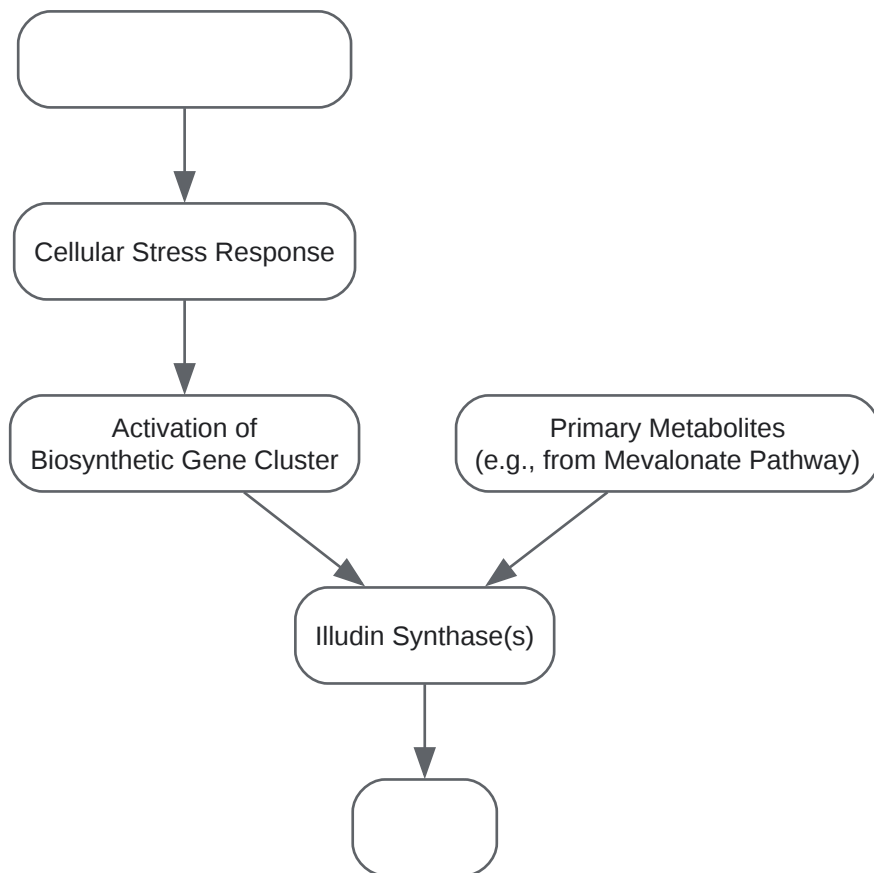 Cellular Stress Response
Activation of
Biosynthetic Gene Cluster
Primary Metabolites
(e.g., from Mevalonate Pathway)
Illudin Synthase(s)